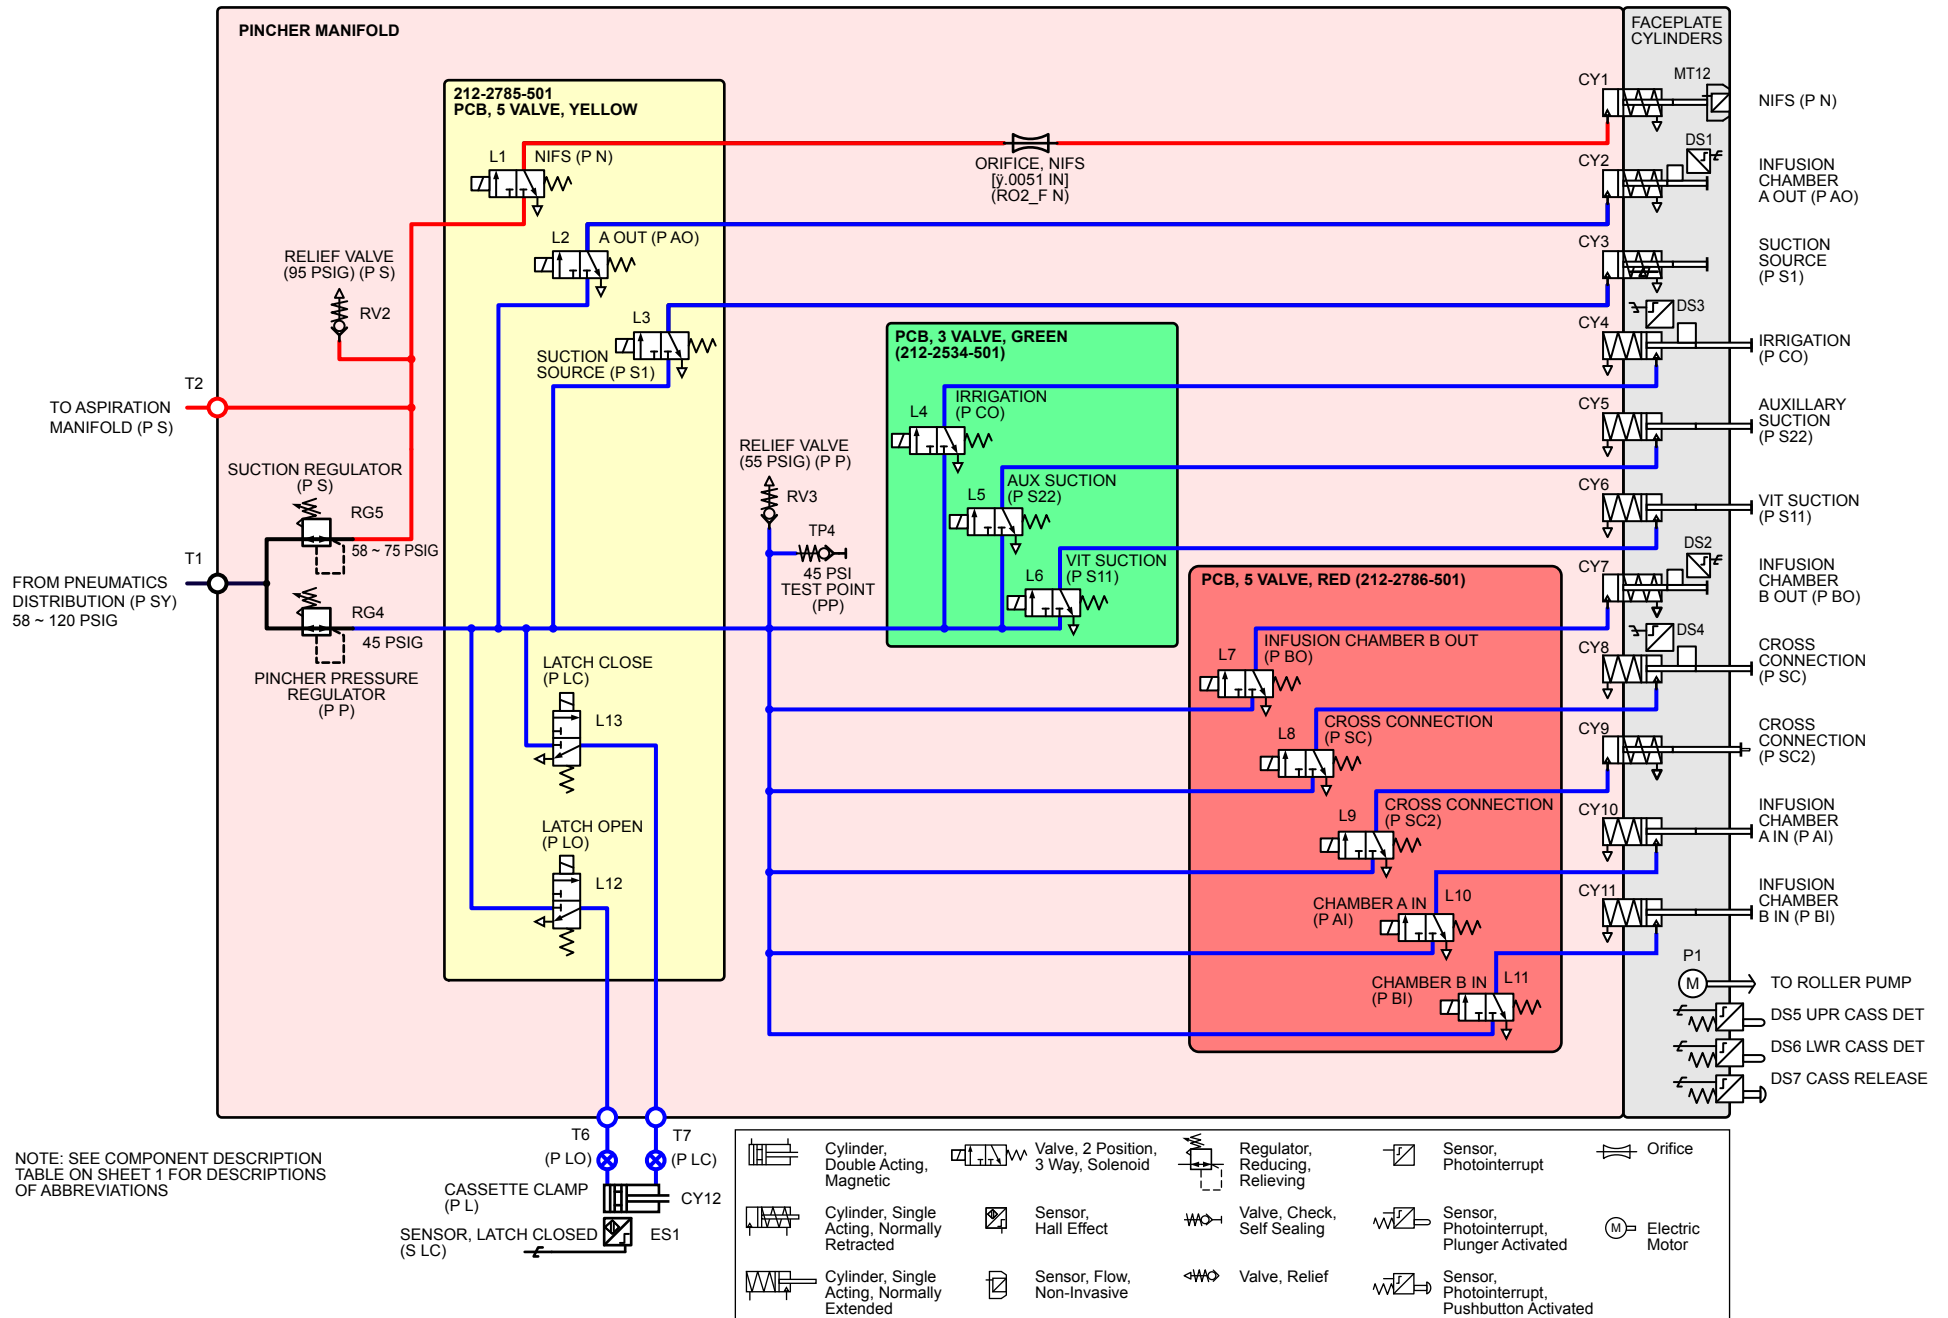 PINCHER MANIFOLD
FACEPLATE
CYLINDERS
212-2785-501
PCB, 5 VALVE, YELLOW
L1
NIFS (P N)
ORIFICE, NIFS
[ÿ.0051 IN]
(RO2_F N)
CY1
MT12
NIFS (P N)
DS1
CY2
INFUSION
CHAMBER
A OUT (P AO)
L2
A OUT (P AO)
CY3
SUCTION
SOURCE
(P S1)
RELIEF VALVE
(95 PSIG) (P S)
RV2
L3
SUCTION
SOURCE (P S1)
DS3
CY4
IRRIGATION
(P CO)
PCB, 3 VALVE, GREEN
(212-2534-501)
T2
TO ASPIRATION
MANIFOLD (P S)
L4
IRRIGATION
(P CO)
CY5
AUXILLARY
SUCTION
(P S22)
RELIEF VALVE
(55 PSIG) (P P)
RV3
SUCTION REGULATOR
(P S)
RG5
58 ~ 75 PSIG
L5
AUX SUCTION
(P S22)
CY6
VIT SUCTION
(P S11)
TP4
45 PSI
TEST POINT
(PP)
T1
FROM PNEUMATICS
DISTRIBUTION (P SY)
58 ~ 120 PSIG
L6
VIT SUCTION
(P S11)
DS2
CY7
INFUSION
CHAMBER
B OUT (P BO)
RG4
45 PSIG
PINCHER PRESSURE
REGULATOR
(P P)
PCB, 5 VALVE, RED (212-2786-501)
L7
INFUSION CHAMBER B OUT
(P BO)
DS4
CY8
CROSS
CONNECTION
(P SC)
LATCH CLOSE
(P LC)
L13
L8
CROSS CONNECTION
(P SC)
CY9
CROSS
CONNECTION
(P SC2)
L9
CROSS CONNECTION
(P SC2)
CY10
INFUSION
CHAMBER
A IN (P AI)
LATCH OPEN
(P LO)
L12
CHAMBER A IN
(P AI)
L10
CY11
INFUSION
CHAMBER
B IN (P BI)
CHAMBER B IN
(P BI)
L11
P1
M
TO ROLLER PUMP
DS5 UPR CASS DET
DS6 LWR CASS DET
DS7 CASS RELEASE
T6
(P LO)
T7
(P LC)
CASSETTE CLAMP
(P L)
CY12
SENSOR, LATCH CLOSED
(S LC)
ES1
NOTE: SEE COMPONENT DESCRIPTION
TABLE ON SHEET 1 FOR DESCRIPTIONS
OF ABBREVIATIONS
Cylinder,
Double Acting,
Magnetic
Valve, 2 Position,
3 Way, Solenoid
Regulator,
Reducing,
Relieving
Sensor,
Photointerrupt
Orifice
Cylinder, Single
Acting, Normally
Retracted
Sensor,
Hall Effect
Valve, Check,
Self Sealing
Sensor,
Photointerrupt,
Plunger Activated
M
Electric
Motor
Cylinder, Single
Acting, Normally
Extended
Sensor, Flow,
Non-Invasive
Valve, Relief
Sensor,
Photointerrupt,
Pushbutton Activated